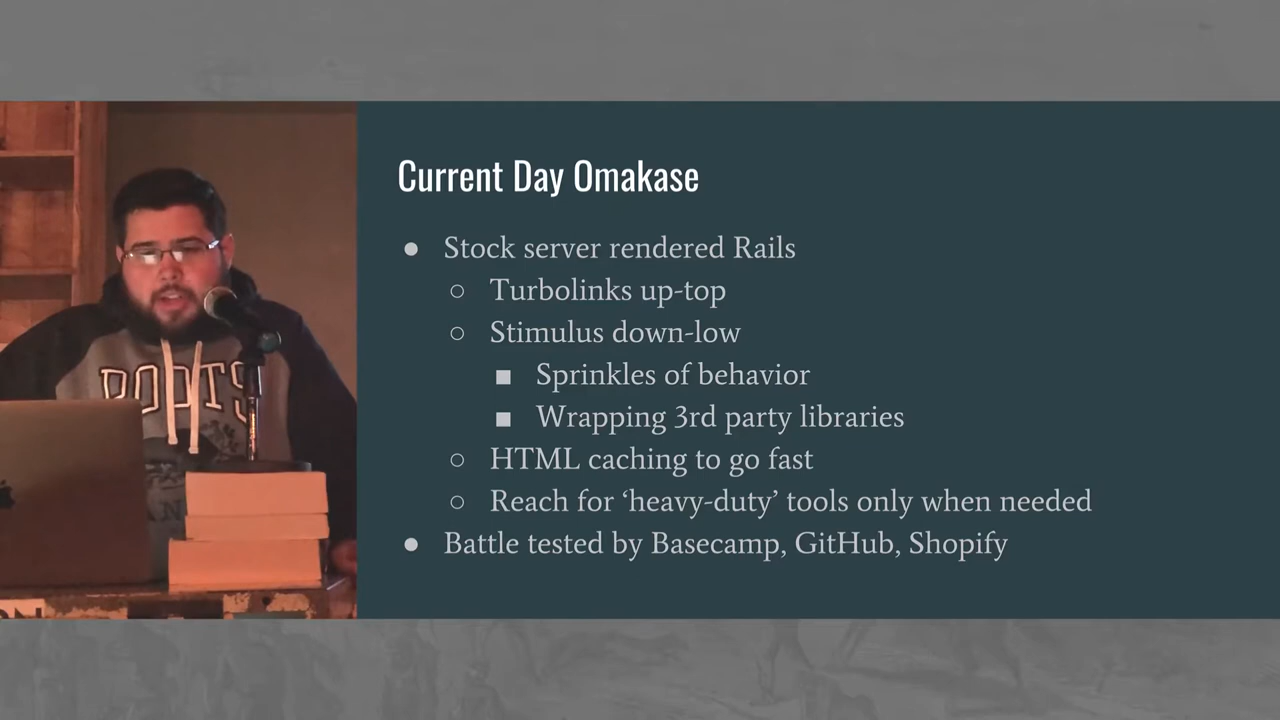 Current Day Omakase
● Stock server rendered Rails
○ Turbolinks up-top
○ Stimulus down-low
■ Sprinkles of behavior
■ Wrapping 3rd party libraries
○ HTML caching to go fast
○ Reach for ‘heavy-duty’ tools only when needed
● Battle tested by Basecamp, GitHub, Shopify
ROOTS